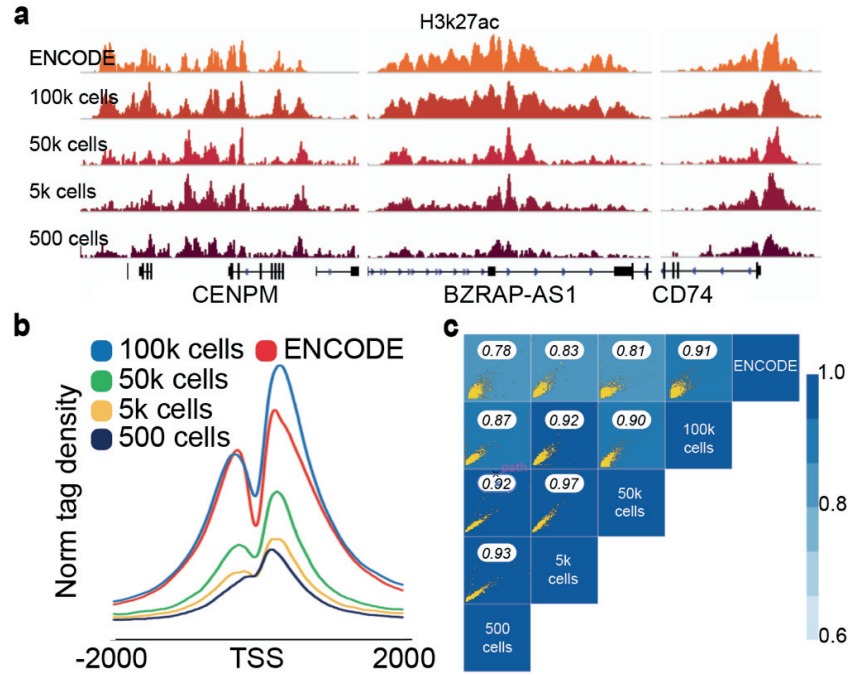 a
H3k27ac
ENCODE
100k cells
50k cells
5k cells
500 cells
CENPM BZRAP-AS1 CD74
b
100k cells ENCODE
50k cells
5k cells
500 cells
Norm tag density
-2000 TSS 2000
c
0.78 0.83 0.81 0.91 ENCODE
0.87 0.92 0.90 100k cells
path
0.92 0.97 50k cells
0.93 5k cells
500 cells
1.0
0.8
0.6